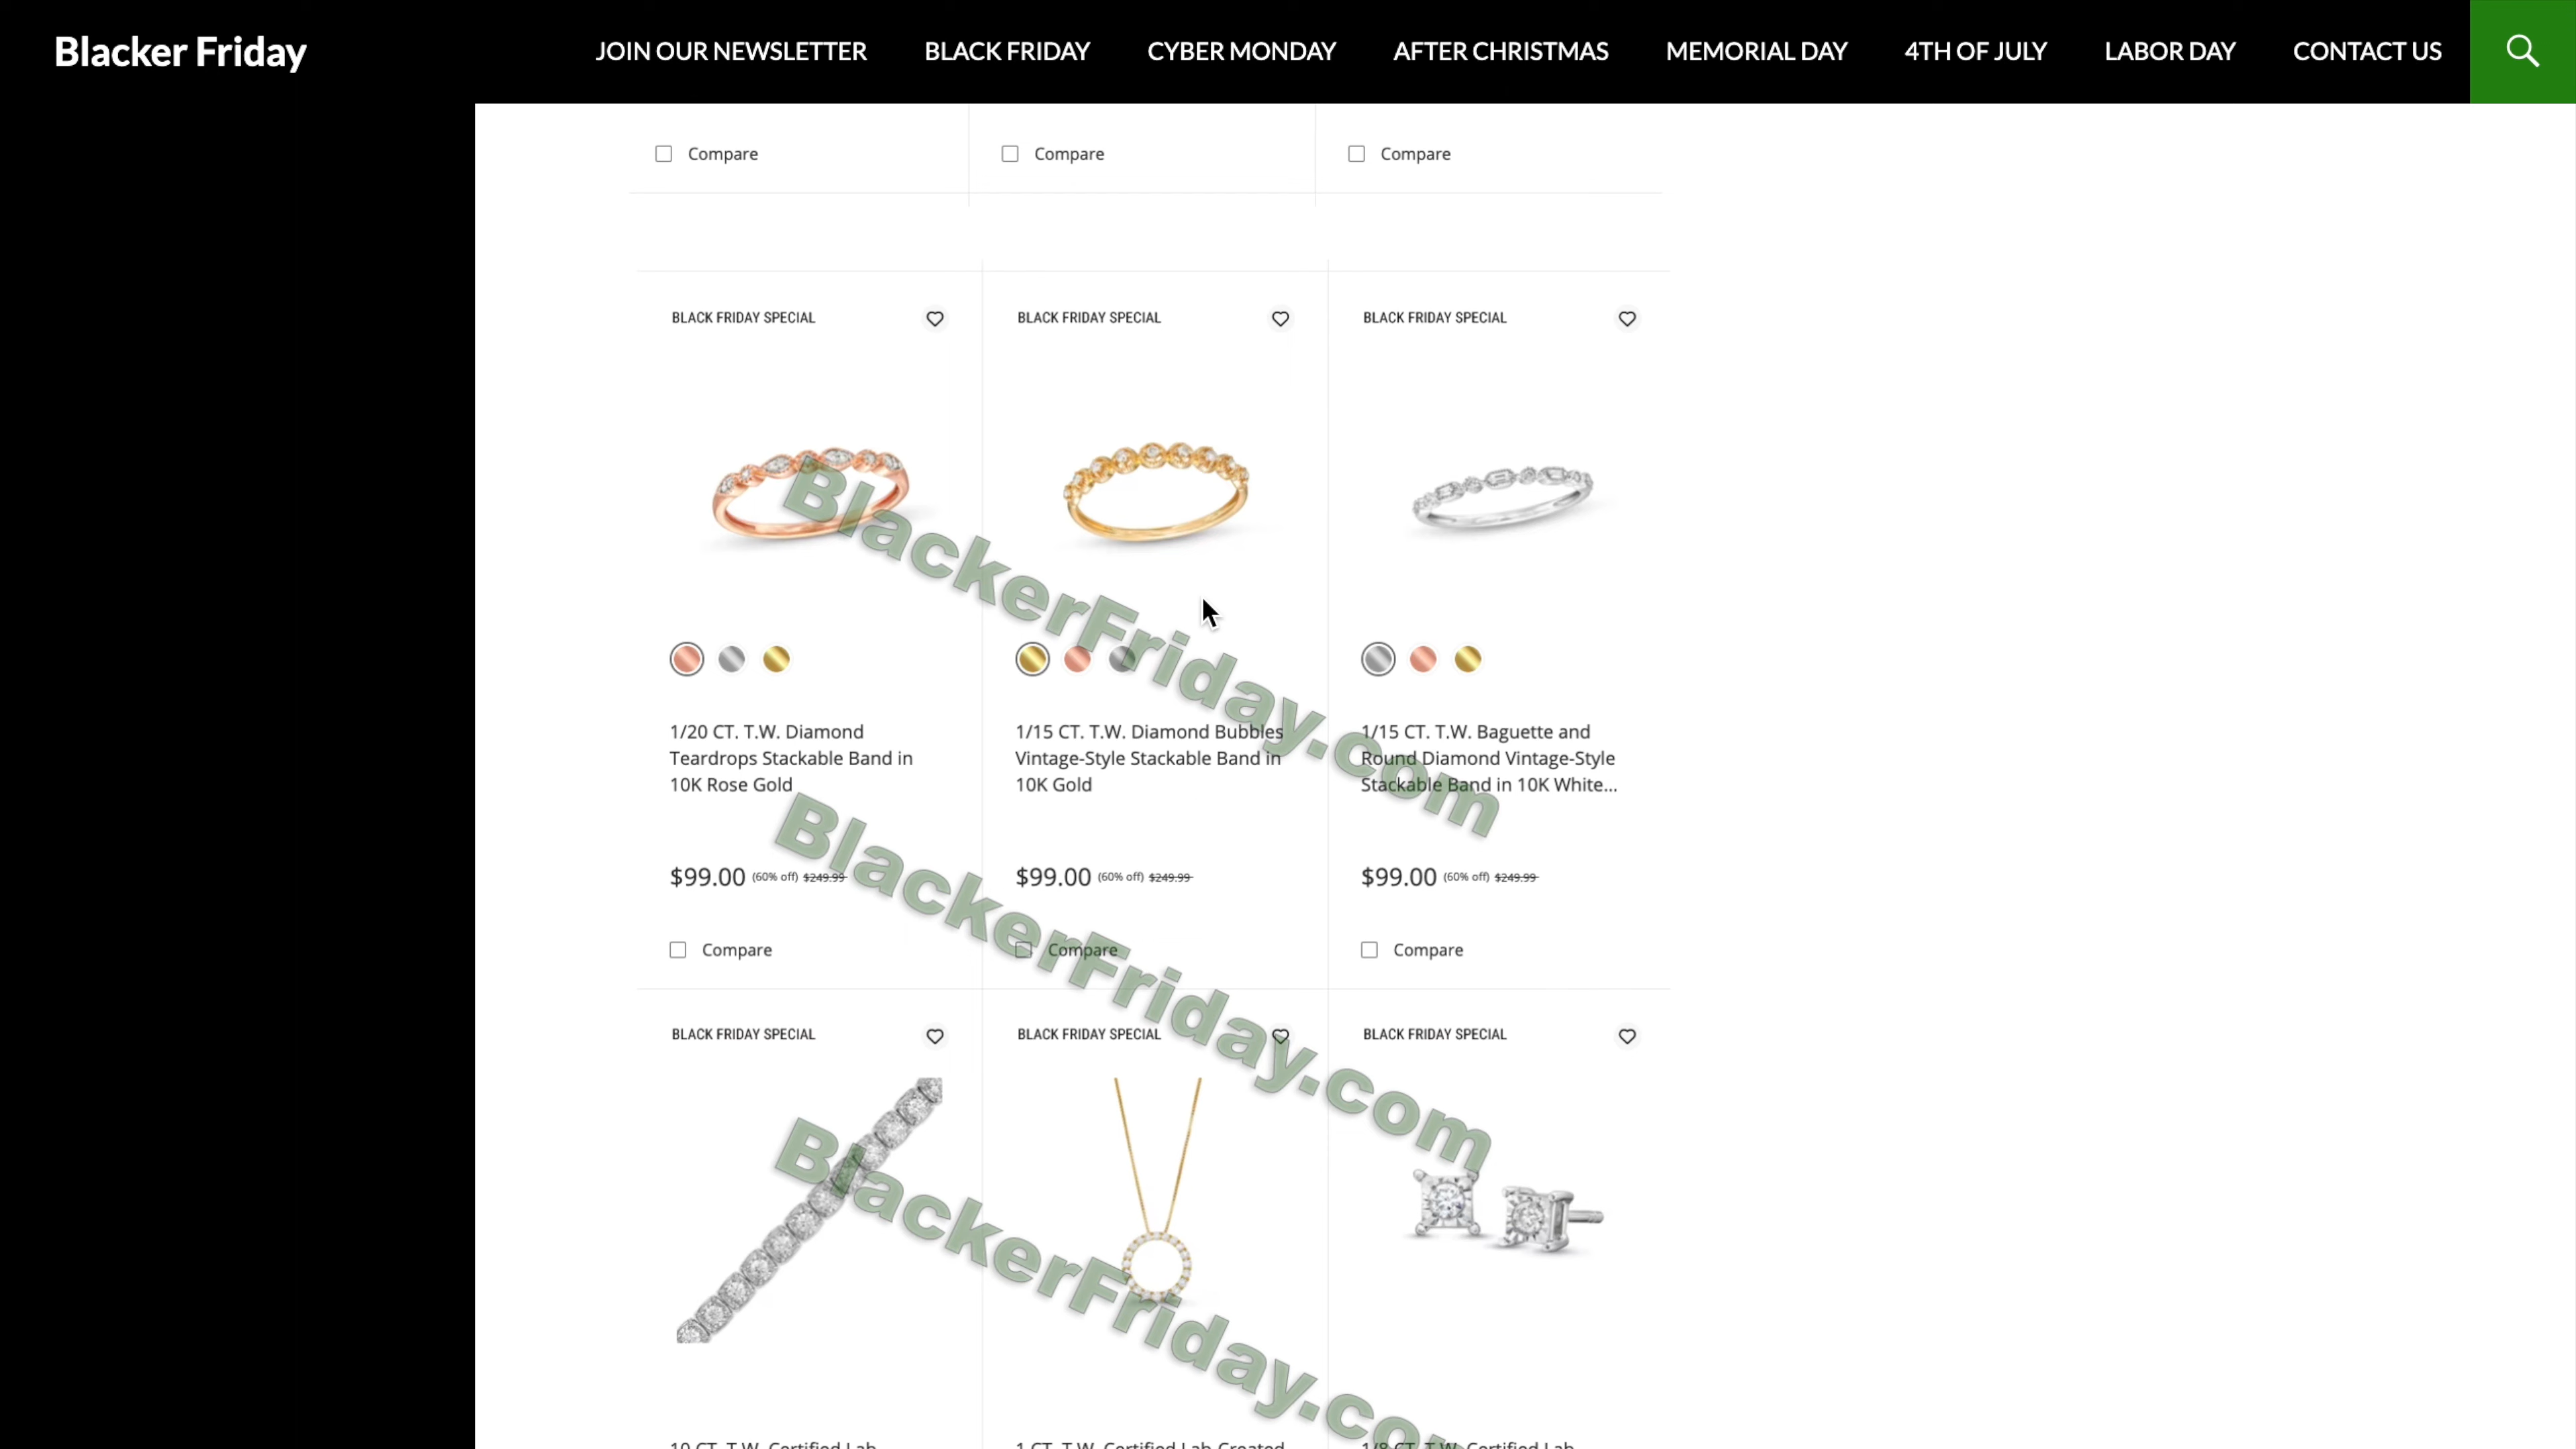 Blacker Friday
JOIN OUR NEWSLETTER BLACK FRIDAY CYBER MONDAY AFTER CHRISTMAS MEMORIAL DAY 4TH OF JULY LABOR DAY CONTACT US
Compare Compare Compare
BLACK FRIDAY SPECIAL BLACK FRIDAY SPECIAL BLACK FRIDAY SPECIAL
BlackerFriday.com
1/20 CT. T.W. Diamond
Teardrops Stackable Band in
10K Rose Gold
1/15 CT. T.W. Diamond Bubbles
Vintage-Style Stackable Band in
10K Gold
1/15 CT. T.W. Baguette and
Round Diamond Vintage-Style
Stackable Band in 10K White...
$99.00 (60% off) $249.99
$99.00 (60% off) $249.99
$99.00 (60% off) $249.99
BlackerFriday.com
Compare Compare Compare
BLACK FRIDAY SPECIAL BLACK FRIDAY SPECIAL BLACK FRIDAY SPECIAL
BlackerFriday.co
10 CT. T.W. Certified Lab
1 CT. T.W. Certified Lab-Created
1/8 CT. T.W. Certified Lab